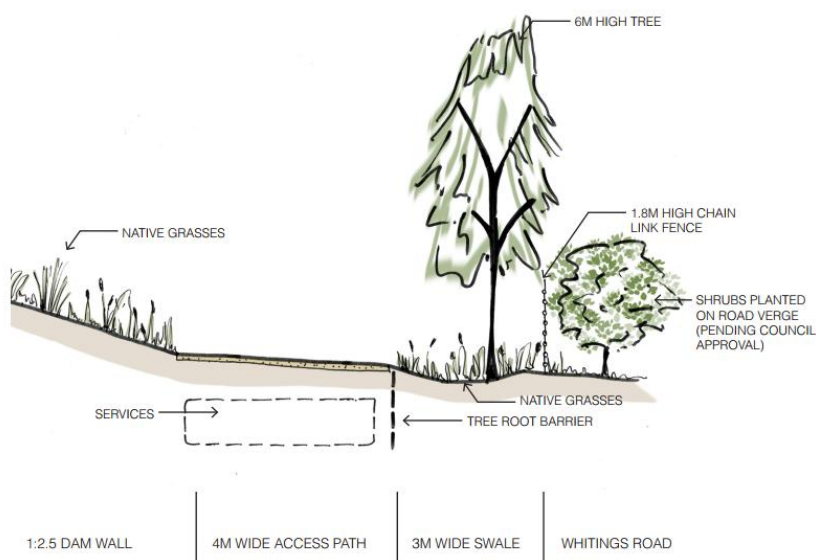 6M HIGH TREE
1.8M HIGH CHAIN
LINK FENCE
NATIVE GRASSES
SHRUBS PLANTED
ON ROAD VERGE
(PENDING COUNCIL
APPROVAL)
NATIVE GRASSES
SERVICES
TREE ROOT BARRIER
1:2.5 DAM WALL
4M WIDE ACCESS PATH
3M WIDE SWALE
WHITINGS ROAD